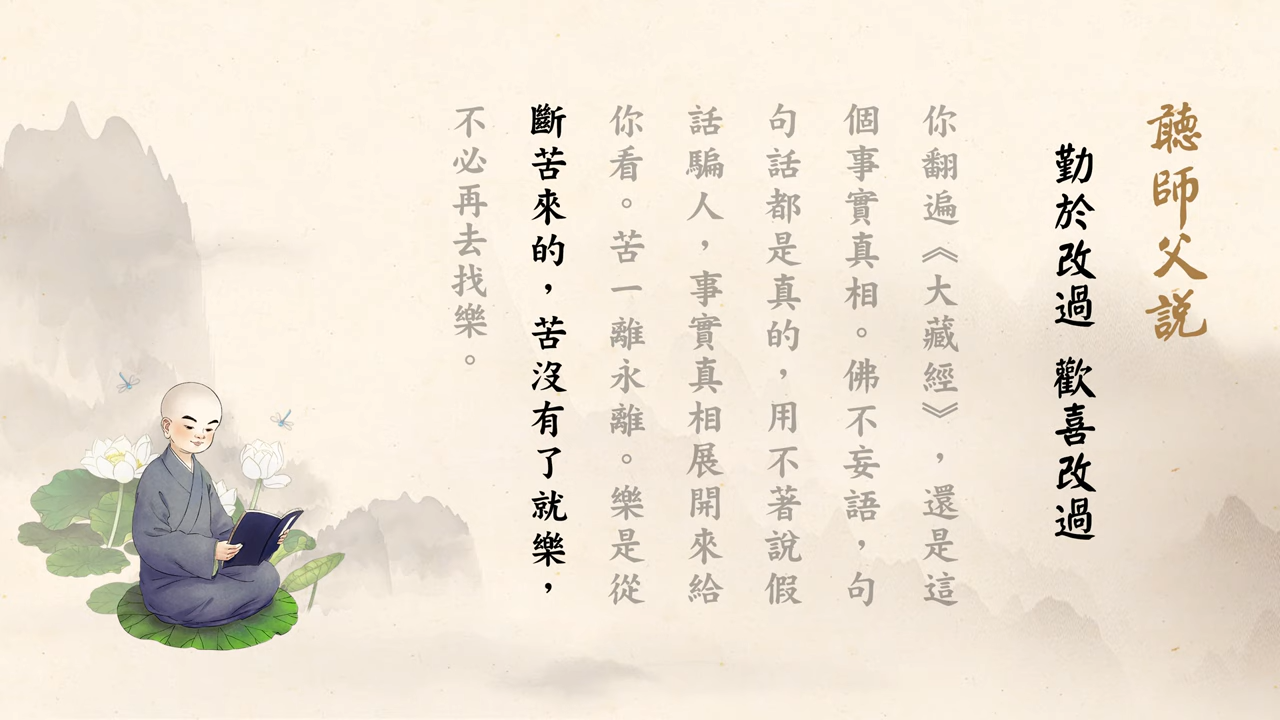 聽師父説
勤於改過 歡喜改過
你翻遍《大藏經》，還是這
個事實真相。佛不妄語，句
句話都是真的，用不著說假
話騙人，事實真相展開來給
你看。苦一離永離。樂是從
斷苦來的，苦沒有了就樂，
不必再去找樂。